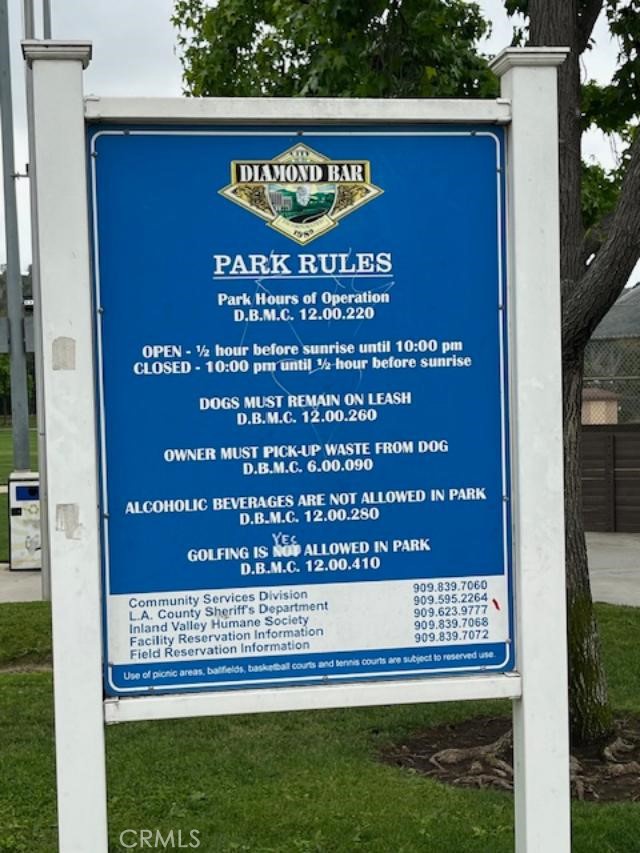 CITY OF
DIAMOND BAR
INCORPORATED
1989
PARK RULES
Park Hours of Operation
D.B.M.C. 12.00.220
OPEN - ½ hour before sunrise until 10:00 pm
CLOSED - 10:00 pm until ½ hour before sunrise
DOGS MUST REMAIN ON LEASH
D.B.M.C. 12.00.260
OWNER MUST PICK-UP WASTE FROM DOG
D.B.M.C. 6.00.090
ALCOHOLIC BEVERAGES ARE NOT ALLOWED IN PARK
D.B.M.C. 12.00.280
YES
GOLFING IS NOT ALLOWED IN PARK
D.B.M.C. 12.00.410
Community Services Division 909.839.7060
L.A. County Sheriff's Department 909.595.2264
Inland Valley Humane Society 909.623.9777
Facility Reservation Information 909.839.7068
Field Reservation Information 909.839.7072
Use of picnic areas, ballfields, basketball courts and tennis courts are subject to reserved use.
CRMLS